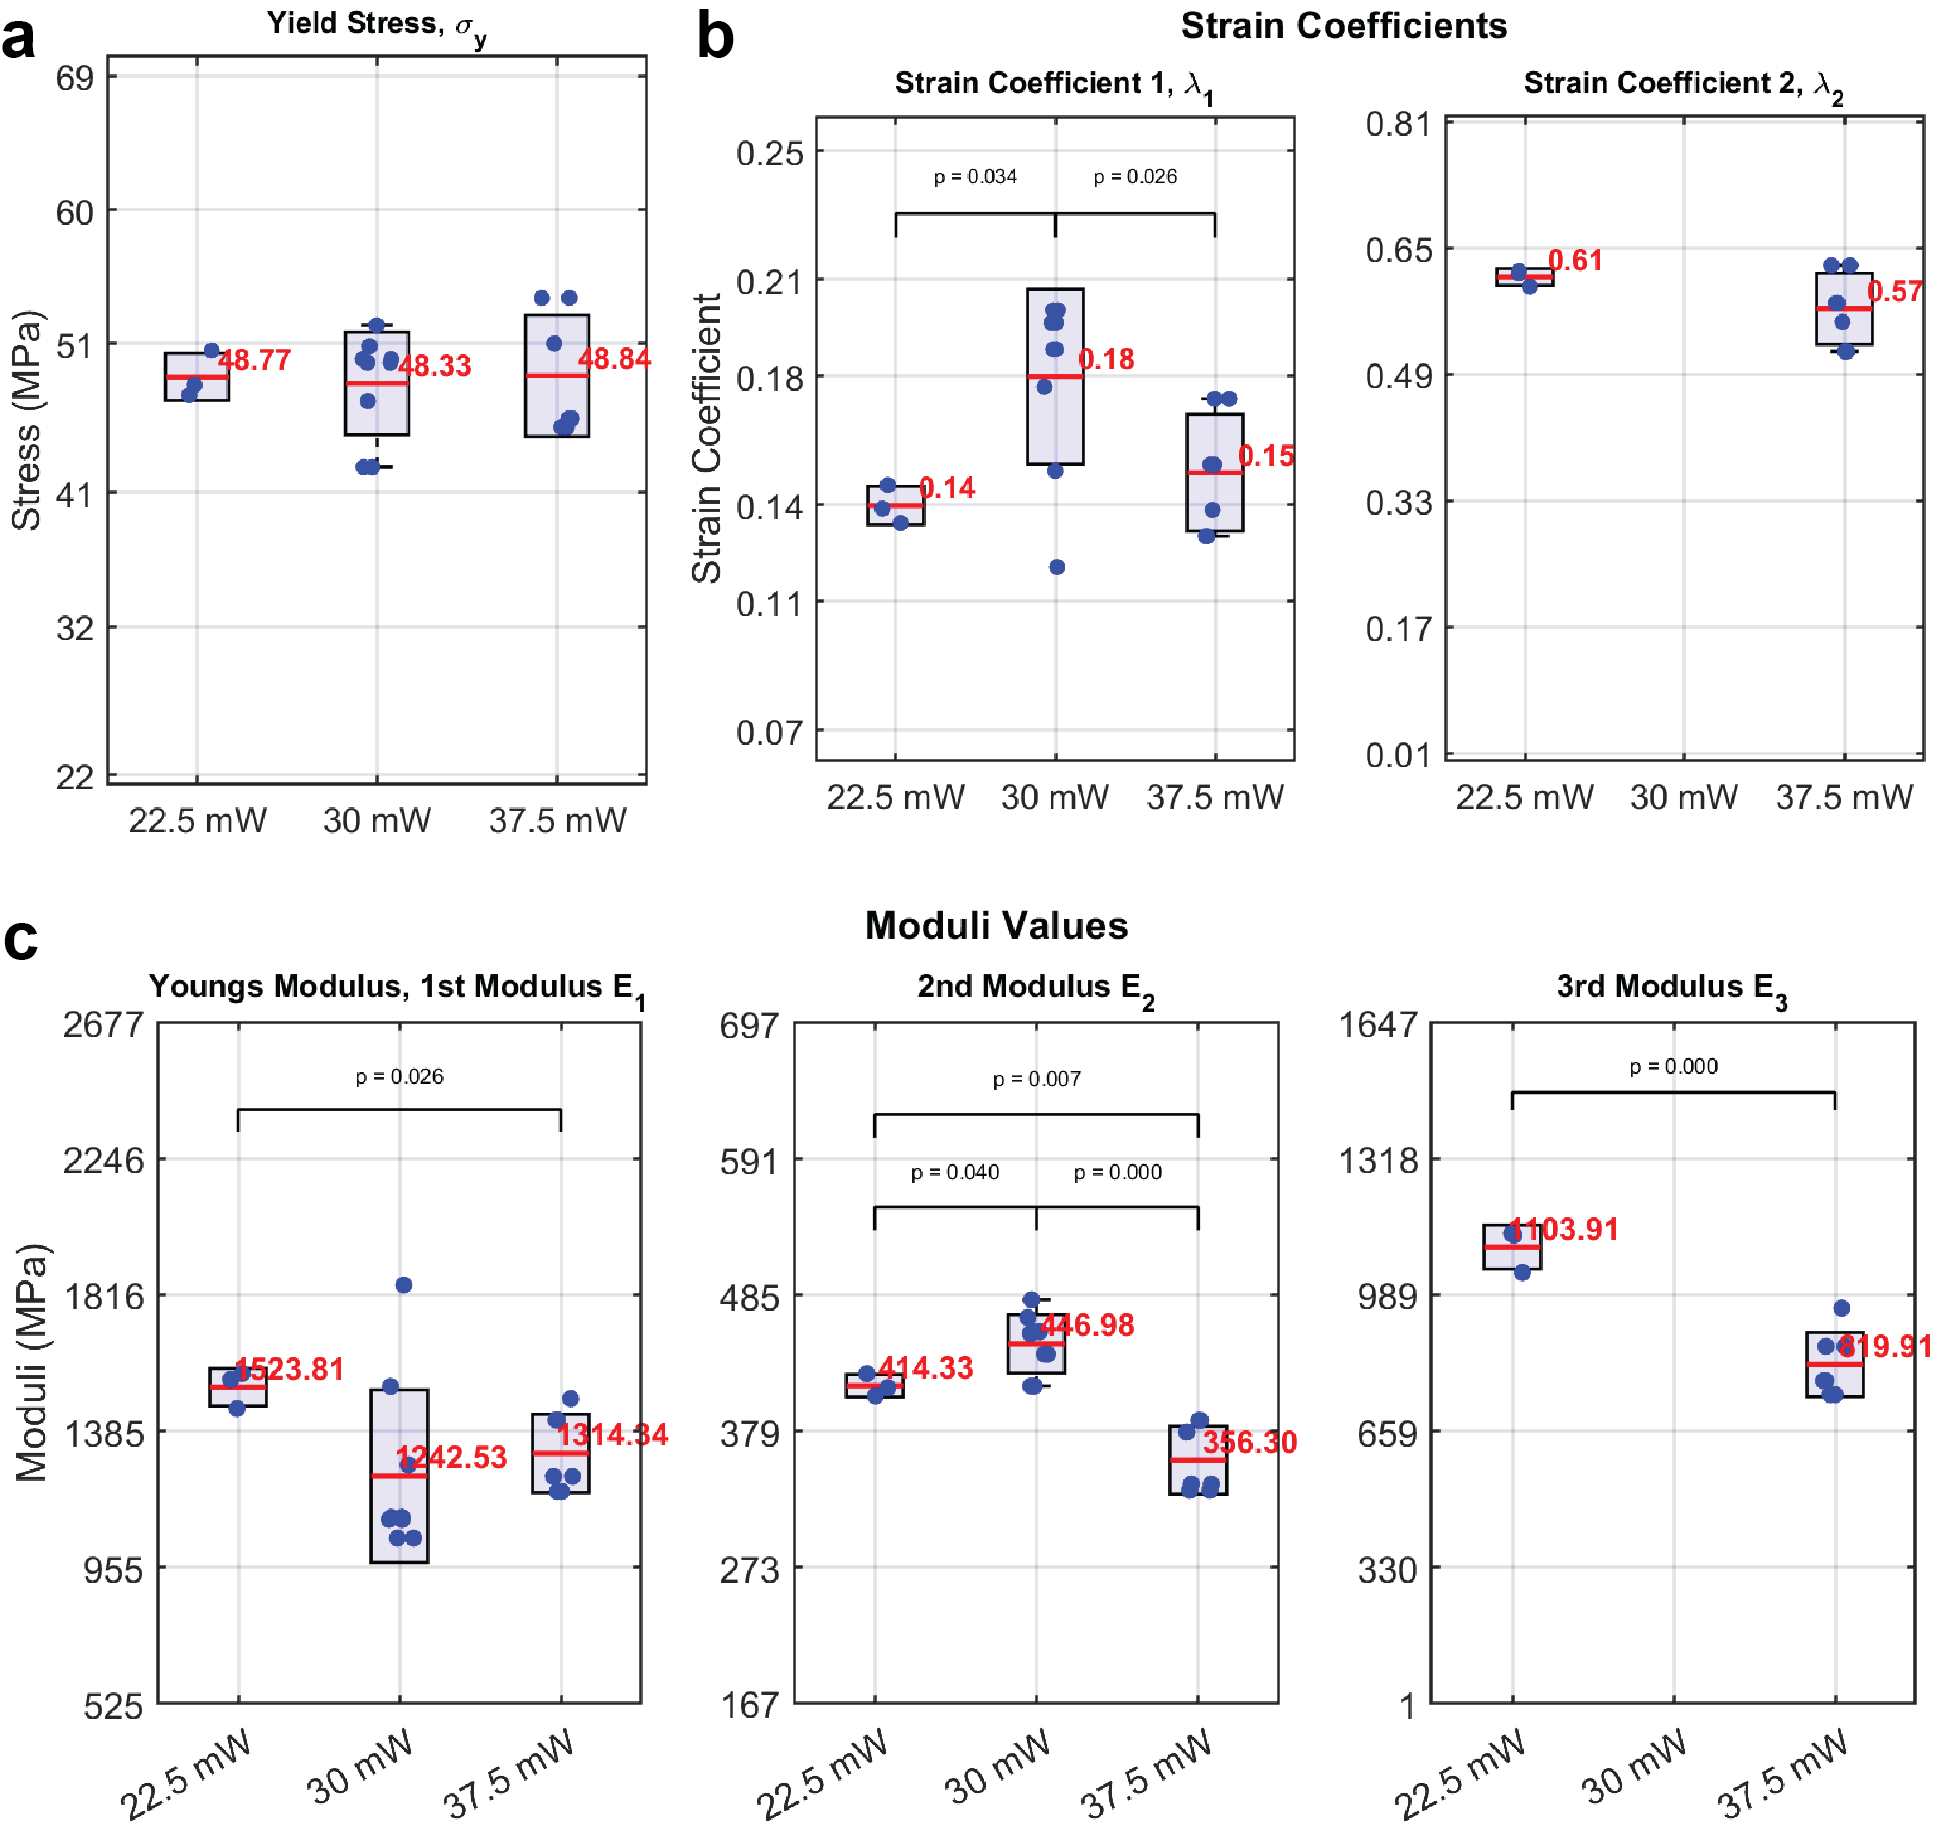 a
Yield Stress, σy
69
60
51
41
32
22
Stress (MPa)
48.77
48.33
48.84
22.5 mW
30 mW
37.5 mW
b
Strain Coefficients
Strain Coefficient 1, λ1
0.25
0.21
0.18
0.14
0.11
0.07
Strain Coefficient
p = 0.034
p = 0.026
0.14
0.18
0.15
22.5 mW
30 mW
37.5 mW
Strain Coefficient 2, λ2
0.81
0.65
0.49
0.33
0.17
0.01
0.61
0.57
22.5 mW
30 mW
37.5 mW
c
Moduli Values
Youngs Modulus, 1st Modulus E1
2677
2246
1816
1385
955
525
Moduli (MPa)
p = 0.026
1523.81
1242.53
1314.34
22.5 mW
30 mW
37.5 mW
2nd Modulus E2
697
591
485
379
273
167
p = 0.007
p = 0.040
p = 0.000
414.33
446.98
356.30
22.5 mW
30 mW
37.5 mW
3rd Modulus E3
1647
1318
989
659
330
1
p = 0.000
1103.91
819.91
22.5 mW
30 mW
37.5 mW